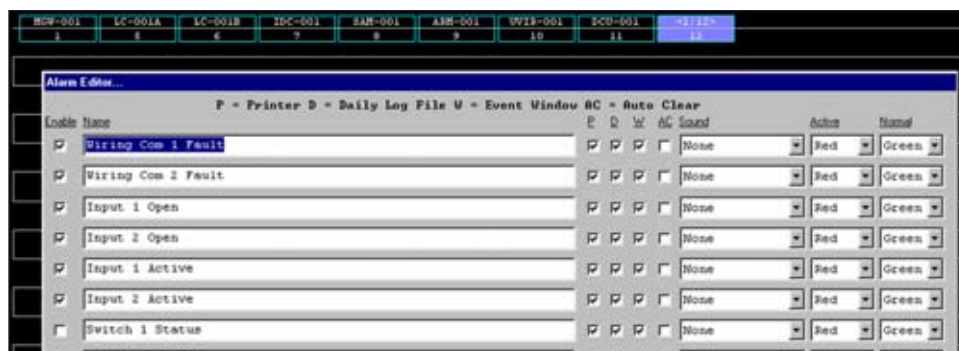 MGW-001 LC-001A LC-001B IDC-001 SAM-001 ARM-001 UVIR-001 DCU-001 <1:12>
1 5 6 7 8 9 10 11 12
Alarm Editor...
P = Printer D = Daily Log File W = Event Window AC = Auto Clear
Enable Name P D W AC Sound Active Normal
Wiring Com 1 Fault None Red Green
Wiring Com 2 Fault None Red Green
Input 1 Open None Red Green
Input 2 Open None Red Green
Input 1 Active None Red Green
Input 2 Active None Red Green
Switch 1 Status None Red Green